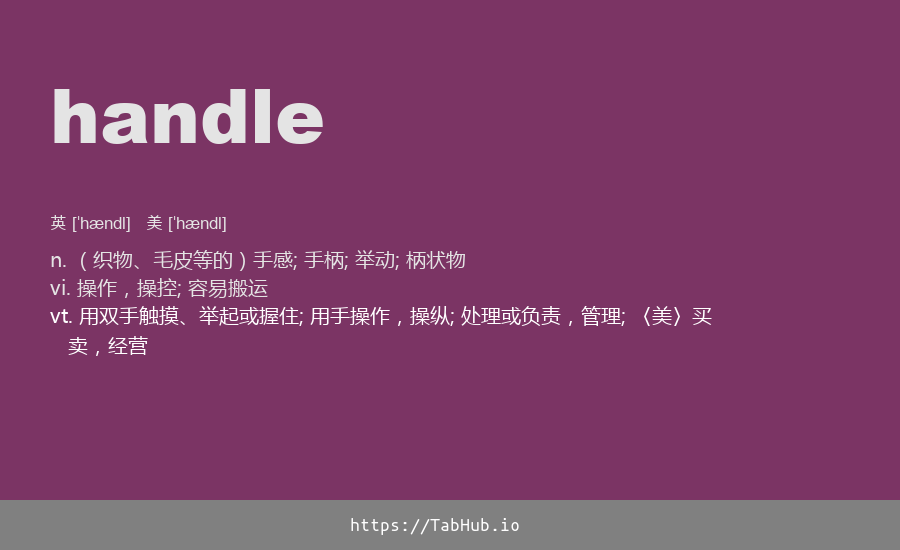 handle
英 ['hændl] 美 ['hændl]
n. （织物、毛皮等的）手感; 手柄; 举动; 柄状物
vi. 操作，操控; 容易搬运
vt. 用双手触摸、举起或握住; 用手操作，操纵; 处理或负责，管理; 〈美〉买
卖，经营
https://TabHub.io